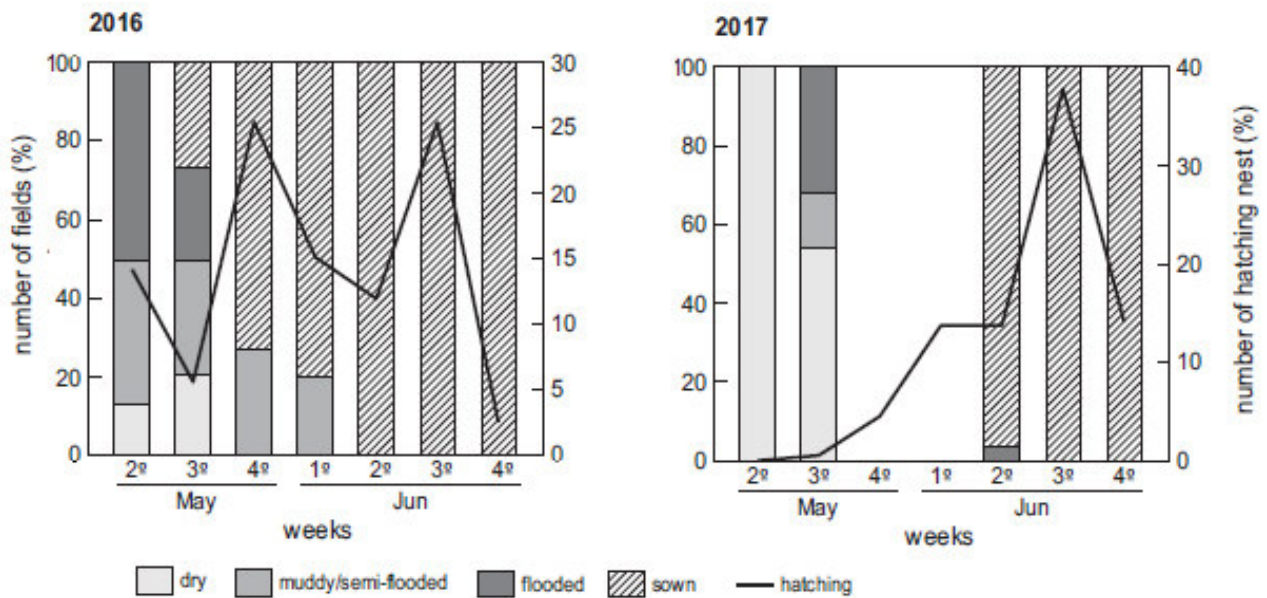 2016
100
80
60
40
20
0
number of fields (%)
30
25
20
15
10
5
0
2º 3º 4º 1º 2º 3º 4º
May Jun
weeks
2017
100
80
60
40
20
0
40
30
20
10
0
number of hatching nest (%)
2º 3º 4º 1º 2º 3º 4º
May Jun
weeks
dry muddy/semi-flooded flooded sown hatching